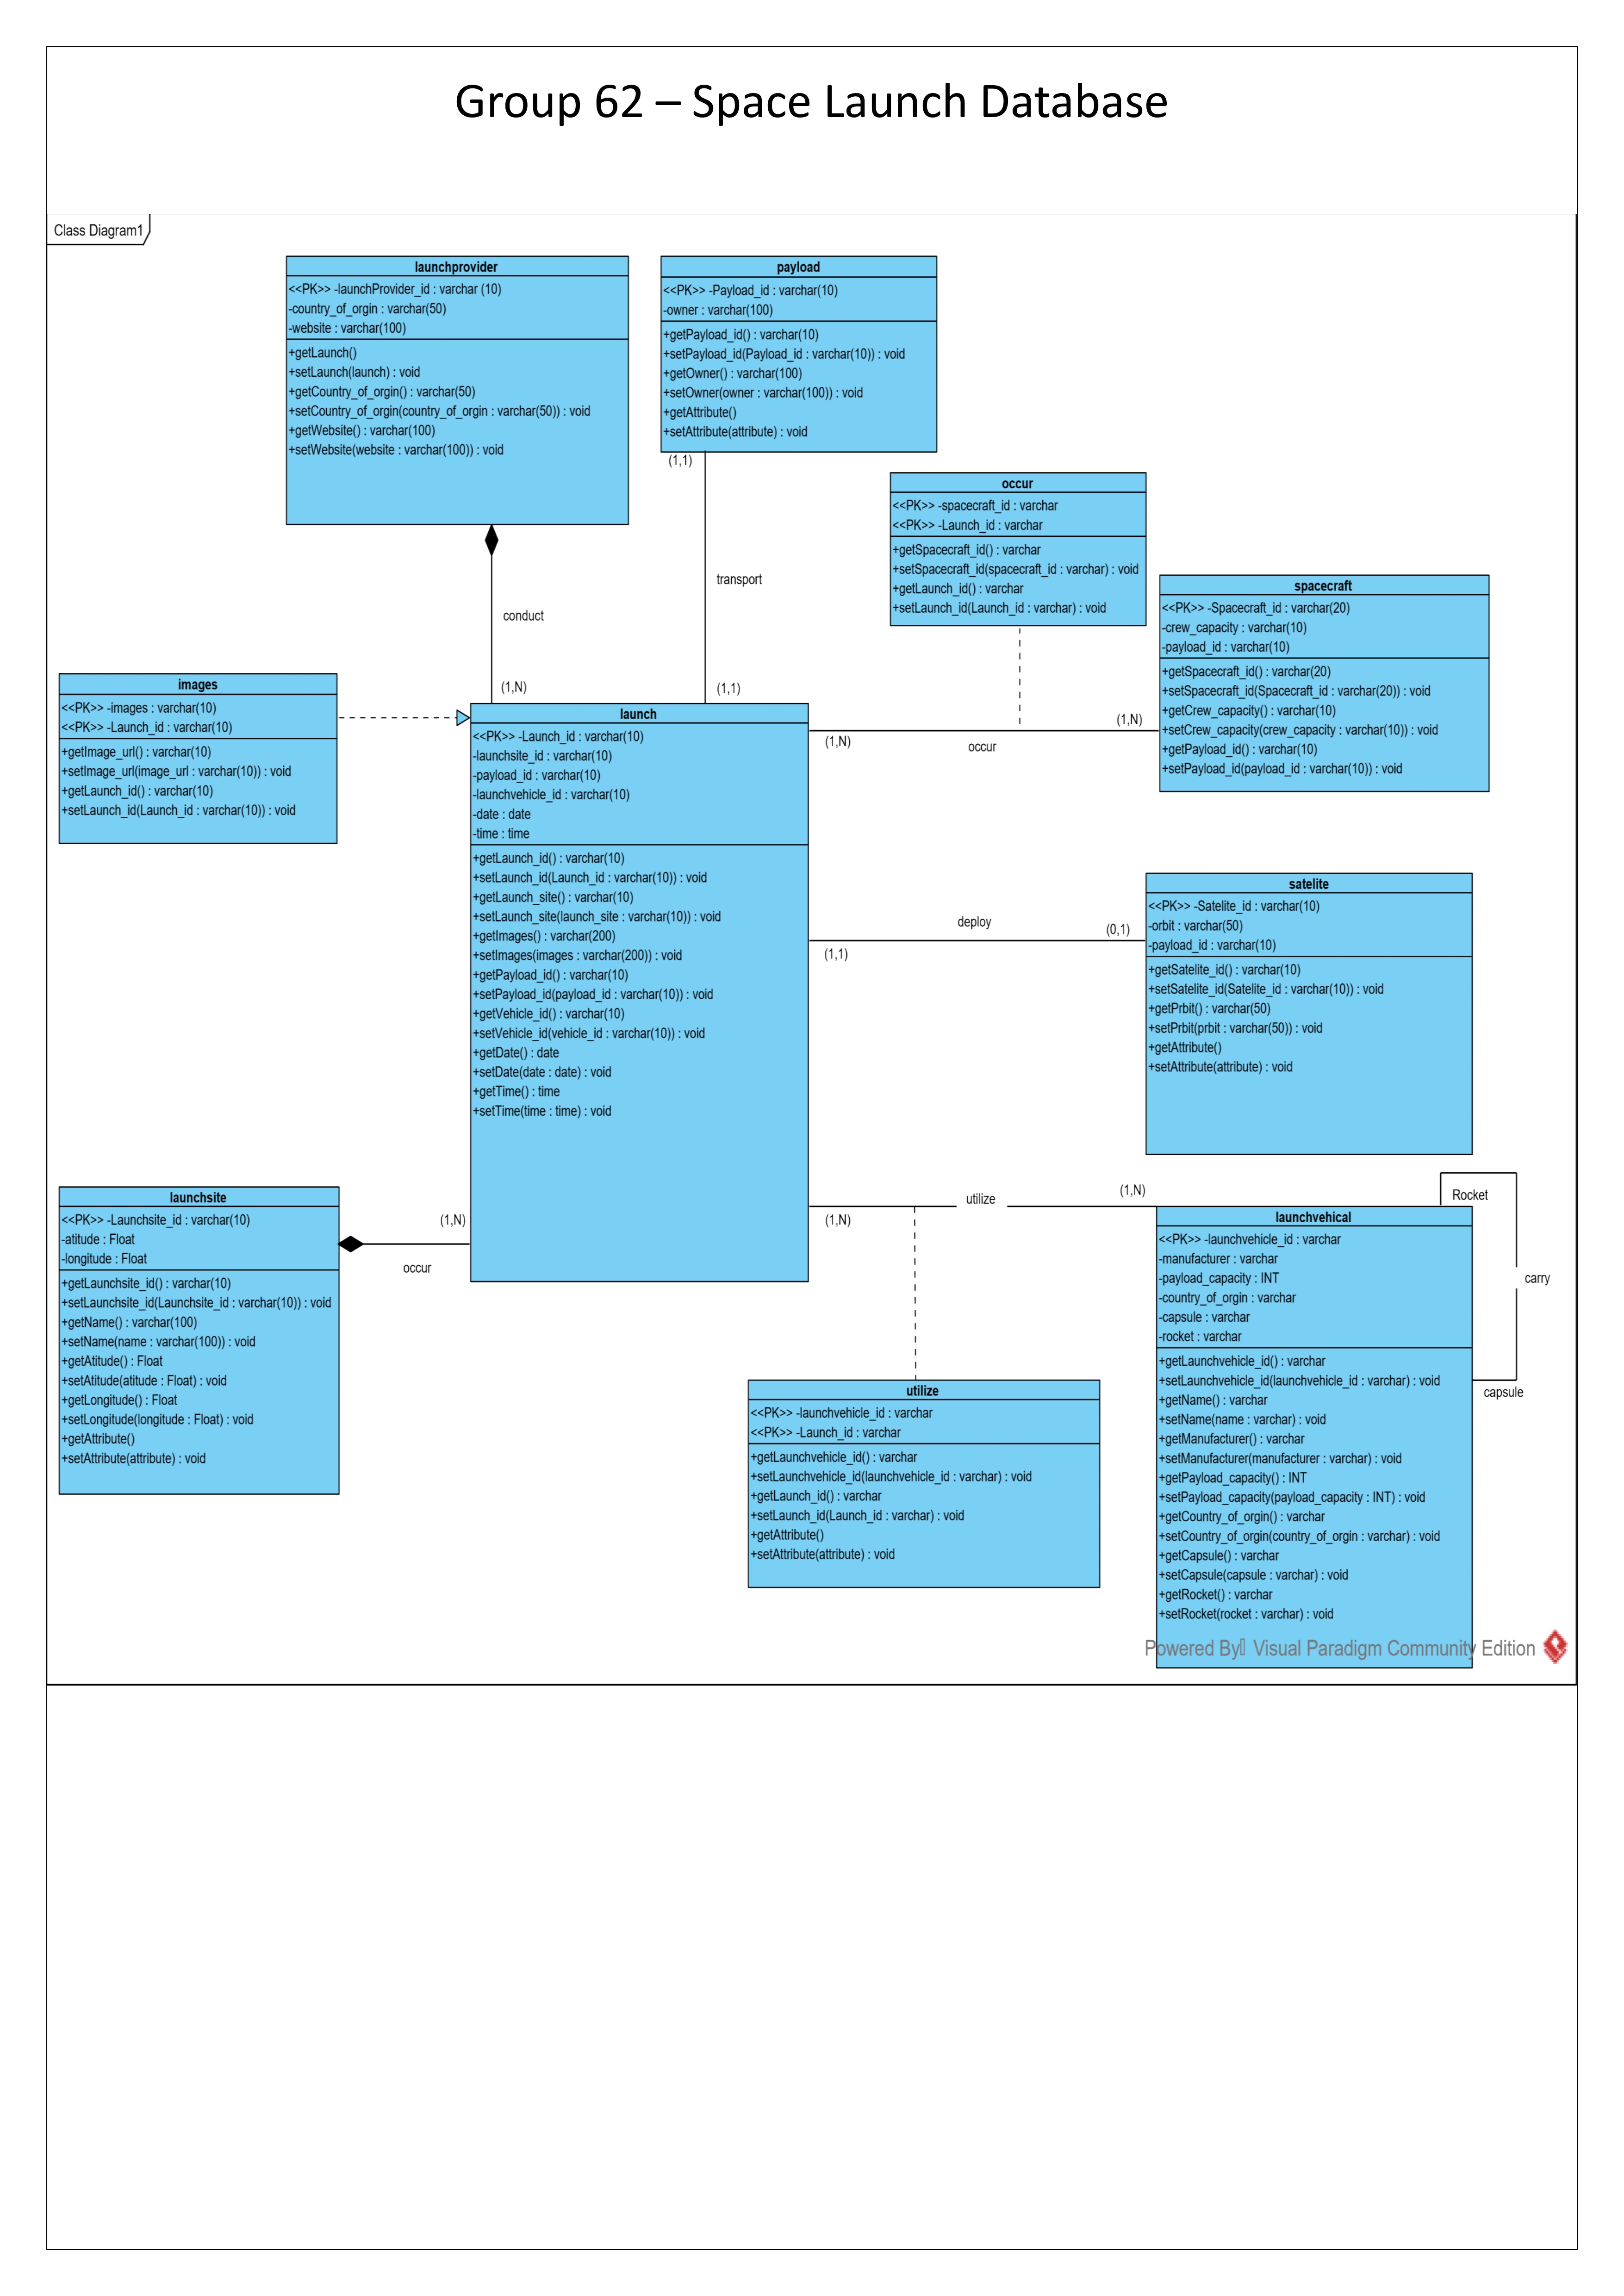 Group 62 – Space Launch Database
Class Diagram1
launchprovider
<<PK>> -launchProvider_id : varchar (10)
-country_of_orgin : varchar(50)
-website : varchar(100)
+getLaunch()
+setLaunch(launch) : void
+getCountry_of_orgin() : varchar(50)
+setCountry_of_orgin(country_of_orgin : varchar(50)) : void
+getWebsite() : varchar(100)
+setWebsite(website : varchar(100)) : void
payload
<<PK>> -Payload_id : varchar(10)
-owner : varchar(100)
+getPayload_id() : varchar(10)
+setPayload_id(Payload_id : varchar(10)) : void
+getOwner() : varchar(100)
+setOwner(owner : varchar(100)) : void
+getAttribute()
+setAttribute(attribute) : void
(1,1)
transport
(1,1)
conduct
(1,N)
occur
<<PK>> -spacecraft_id : varchar
<<PK>> -Launch_id : varchar
+getSpacecraft_id() : varchar
+setSpacecraft_id(spacecraft_id : varchar) : void
+getLaunch_id() : varchar
+setLaunch_id(Launch_id : varchar) : void
spacecraft
<<PK>> -Spacecraft_id : varchar(20)
-crew_capacity : varchar(10)
-payload_id : varchar(10)
+getSpacecraft_id() : varchar(20)
+setSpacecraft_id(Spacecraft_id : varchar(20)) : void
+getCrew_capacity() : varchar(10)
+setCrew_capacity(crew_capacity : varchar(10)) : void
+getPayload_id() : varchar(10)
+setPayload_id(payload_id : varchar(10)) : void
images
<<PK>> -images : varchar(10)
<<PK>> -Launch_id : varchar(10)
+getImage_url() : varchar(10)
+setImage_url(image_url : varchar(10)) : void
+getLaunch_id() : varchar(10)
+setLaunch_id(Launch_id : varchar(10)) : void
launch
<<PK>> -Launch_id : varchar(10)
-launchsite_id : varchar(10)
-payload_id : varchar(10)
-launchvehicle_id : varchar(10)
-date : date
-time : time
+getLaunch_id() : varchar(10)
+setLaunch_id(Launch_id : varchar(10)) : void
+getLaunch_site() : varchar(10)
+setLaunch_site(launch_site : varchar(10)) : void
+getImages() : varchar(200)
+setImages(images : varchar(200)) : void
+getPayload_id() : varchar(10)
+setPayload_id(payload_id : varchar(10)) : void
+getVehicle_id() : varchar(10)
+setVehicle_id(vehicle_id : varchar(10)) : void
+getDate() : date
+setDate(date : date) : void
+getTime() : time
+setTime(time : time) : void
(1,N)
occur
(1,N)
satelite
<<PK>> -Satelite_id : varchar(10)
-orbit : varchar(50)
-payload_id : varchar(10)
+getSatelite_id() : varchar(10)
+setSatelite_id(Satelite_id : varchar(10)) : void
+getPrbit() : varchar(50)
+setPrbit(prbit : varchar(50)) : void
+getAttribute()
+setAttribute(attribute) : void
deploy
(0,1)
(1,1)
launchsite
<<PK>> -Launchsite_id : varchar(10)
-atitude : Float
-longitude : Float
+getLaunchsite_id() : varchar(10)
+setLaunchsite_id(Launchsite_id : varchar(10)) : void
+getName() : varchar(100)
+setName(name : varchar(100)) : void
+getAtitude() : Float
+setAtitude(atitude : Float) : void
+getLongitude() : Float
+setLongitude(longitude : Float) : void
+getAttribute()
+setAttribute(attribute) : void
(1,N)
occur
utilize
(1,N)
(1,N)
launchvehical
<<PK>> -launchvehicle_id : varchar
-manufacturer : varchar
-payload_capacity : INT
-country_of_orgin : varchar
-capsule : varchar
-rocket : varchar
+getLaunchvehicle_id() : varchar
+setLaunchvehicle_id(launchvehicle_id : varchar) : void
+getName() : varchar
+setName(name : varchar) : void
+getManufacturer() : varchar
+setManufacturer(manufacturer : varchar) : void
+getPayload_capacity() : INT
+setPayload_capacity(payload_capacity : INT) : void
+getCountry_of_orgin() : varchar
+setCountry_of_orgin(country_of_orgin : varchar) : void
+getCapsule() : varchar
+setCapsule(capsule : varchar) : void
+getRocket() : varchar
+setRocket(rocket : varchar) : void
Rocket
carry
capsule
utilize
<<PK>> -launchvehicle_id : varchar
<<PK>> -Launch_id : varchar
+getLaunchvehicle_id() : varchar
+setLaunchvehicle_id(launchvehicle_id : varchar) : void
+getLaunch_id() : varchar
+setLaunch_id(Launch_id : varchar) : void
+getAttribute()
+setAttribute(attribute) : void
Powered By Visual Paradigm Community Edition